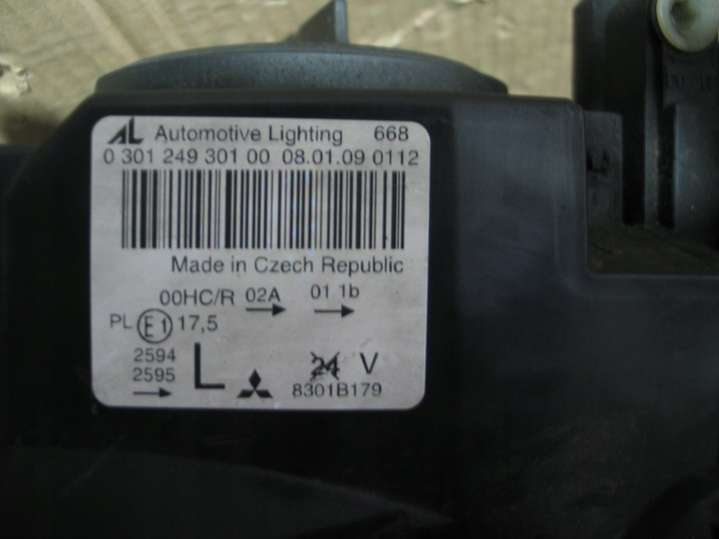 AL Automotive Lighting 668
0 301 249 301 00 08.01.09 0112
Made in Czech Republic
00HC/R 02A 01 1b
PL E1 17,5
2594
2595 L 24 V
8301B179